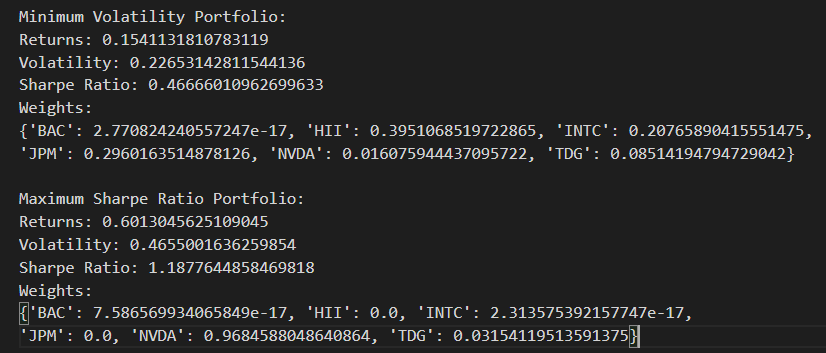 Minimum Volatility Portfolio:
Returns: 0.1541131810783119
Volatility: 0.22653142811544136
Sharpe Ratio: 0.46666010962699633
Weights:
{'BAC': 2.770824240557247e-17, 'HII': 0.3951068519722865, 'INTC': 0.20765890415551475,
'JPM': 0.2960163514878126, 'NVDA': 0.016075944437095722, 'TDG': 0.08514194794729042}
Maximum Sharpe Ratio Portfolio:
Returns: 0.6013045625109045
Volatility: 0.4655001636259854
Sharpe Ratio: 1.1877644858469818
Weights:
{'BAC': 7.586569934065849e-17, 'HII': 0.0, 'INTC': 2.313575392157747e-17,
'JPM': 0.0, 'NVDA': 0.9684588048640864, 'TDG': 0.03154119513591375}